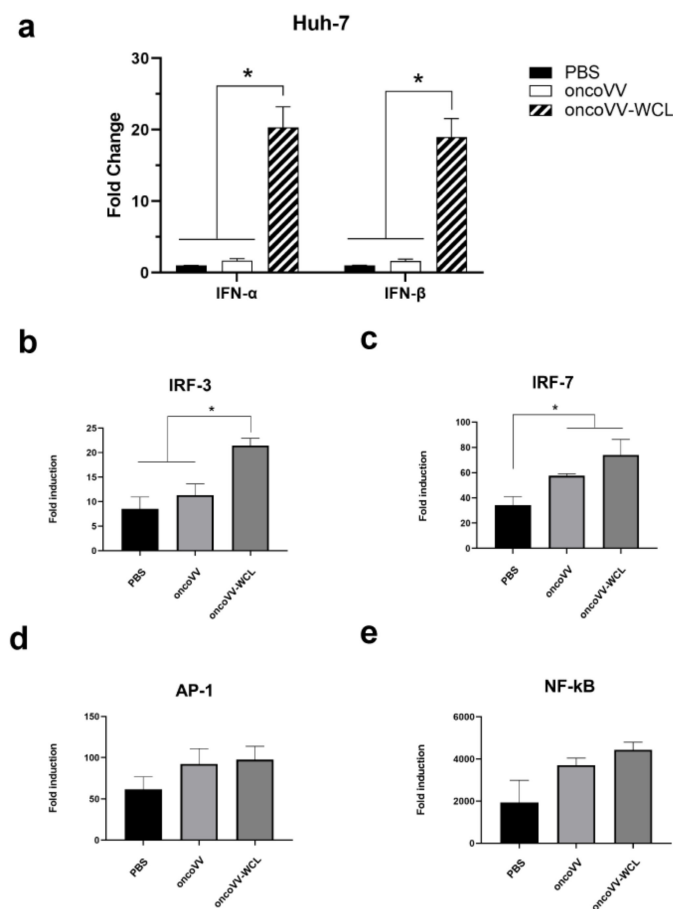 a
Huh-7
Fold Change
30
20
10
0
*
*
IFN-α
IFN-β
PBS
oncoVV
oncoVV-WCL
b
IRF-3
Fold induction
25
20
15
10
5
0
*
PBS
oncoVV
oncoVV-WCL
c
IRF-7
Fold induction
100
80
60
40
20
0
*
PBS
oncoVV
oncoVV-WCL
d
AP-1
Fold induction
150
100
50
0
PBS
oncoVV
oncoVV-WCL
e
NF-kB
Fold induction
6000
4000
2000
0
PBS
oncoVV
oncoVV-WCL